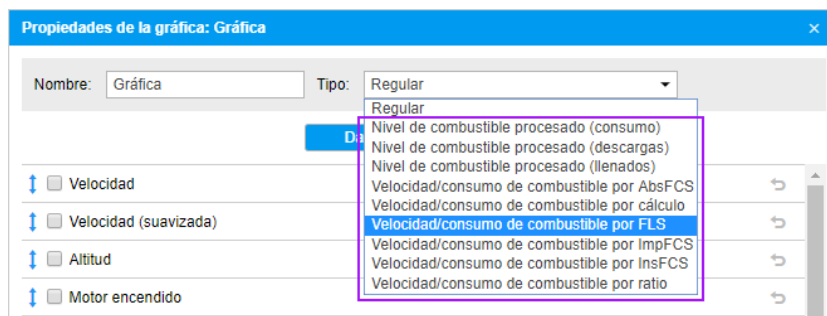 Propiedades de la gráfica: Gráfica
Nombre: Gráfica Tipo: Regular
Regular
Nivel de combustible procesado (consumo)
Da
Nivel de combustible procesado (descargas)
Nivel de combustible procesado (llenados)
Velocidad
Velocidad/consumo de combustible por AbsFCS
Velocidad/consumo de combustible por cálculo
Velocidad (suavizada)
Velocidad/consumo de combustible por FLS
Velocidad/consumo de combustible por ImpFCS
Altitud
Velocidad/consumo de combustible por InsFCS
Velocidad/consumo de combustible por ratio
Motor encendido